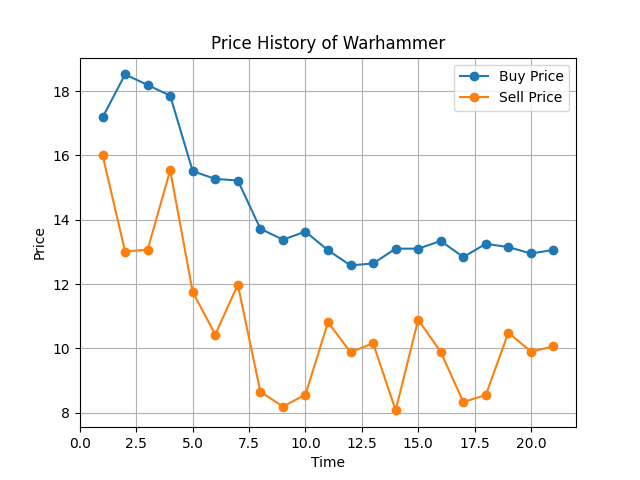 Price History of Warhammer
Buy Price
Sell Price
18
16
14
12
10
8
Price
0.0 2.5 5.0 7.5 10.0 12.5 15.0 17.5 20.0
Time